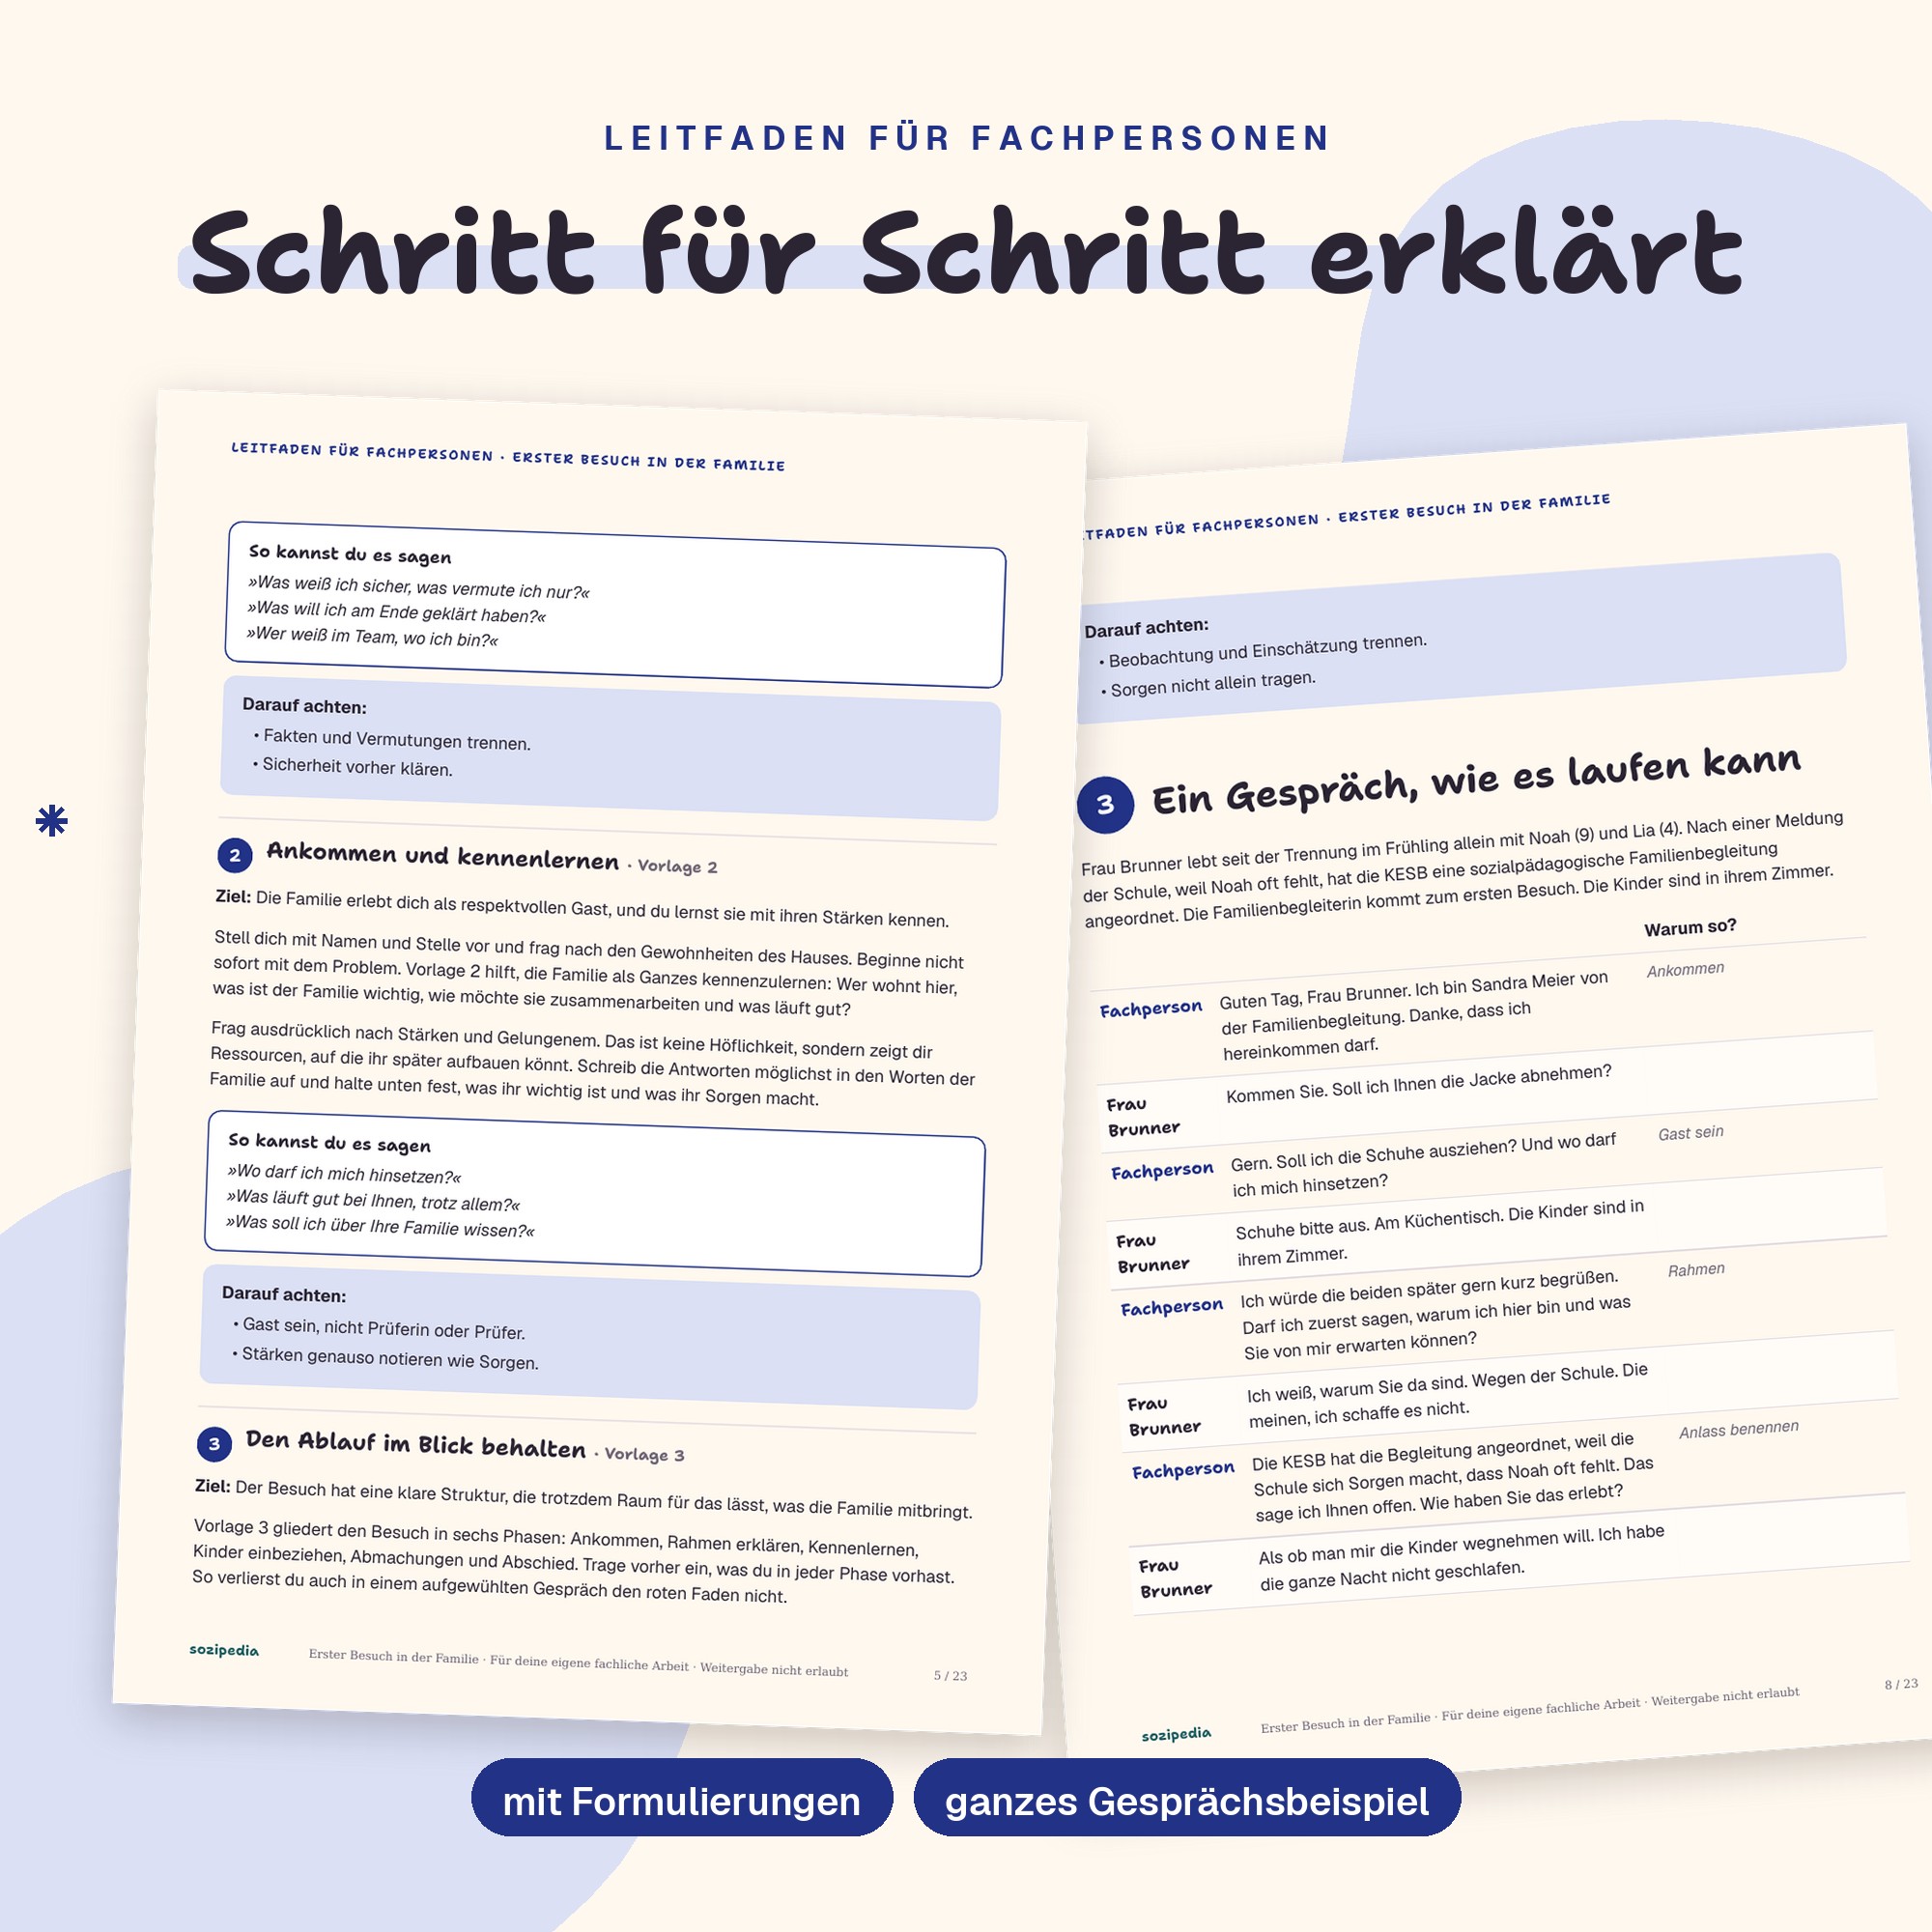 LEITFADEN FÜR FACHPERSONEN
Schritt für Schritt erklärt
LEITFADEN FÜR FACHPERSONEN · ERSTER BESUCH IN DER FAMILIE
So kannst du es sagen
»Was weiß ich sicher, was vermute ich nur?«
»Was will ich am Ende geklärt haben?«
»Wer weiß im Team, wo ich bin?«
Darauf achten:
• Fakten und Vermutungen trennen.
• Sicherheit vorher klären.
2 Ankommen und kennenlernen · Vorlage 2
Ziel: Die Familie erlebt dich als respektvollen Gast, und du lernst sie mit ihren Stärken kennen.
Stell dich mit Namen und Stelle vor und frag nach den Gewohnheiten des Hauses. Beginne nicht
sofort mit dem Problem. Vorlage 2 hilft, die Familie als Ganzes kennenzulernen: Wer wohnt hier,
was ist der Familie wichtig, wie möchte sie zusammenarbeiten und was läuft gut?
Frag ausdrücklich nach Stärken und Gelungenem. Das ist keine Höflichkeit, sondern zeigt dir
Ressourcen, auf die ihr später aufbauen könnt. Schreib die Antworten möglichst in den Worten der
Familie auf und halte unten fest, was ihr wichtig ist und was ihr Sorgen macht.
So kannst du es sagen
»Wo darf ich mich hinsetzen?«
»Was läuft gut bei Ihnen, trotz allem?«
»Was soll ich über Ihre Familie wissen?«
Darauf achten:
• Gast sein, nicht Prüferin oder Prüfer.
• Stärken genauso notieren wie Sorgen.
3 Den Ablauf im Blick behalten · Vorlage 3
Ziel: Der Besuch hat eine klare Struktur, die trotzdem Raum für das lässt, was die Familie mitbringt.
Vorlage 3 gliedert den Besuch in sechs Phasen: Ankommen, Rahmen erklären, Kennenlernen,
Kinder einbeziehen, Abmachungen und Abschied. Trage vorher ein, was du in jeder Phase vorhast.
So verlierst du auch in einem aufgewühlten Gespräch den roten Faden nicht.
sozipedia Erster Besuch in der Familie · Für deine eigene fachliche Arbeit · Weitergabe nicht erlaubt 5 / 23
TFADEN FÜR FACHPERSONEN · ERSTER BESUCH IN DER FAMILIE
Darauf achten:
• Beobachtung und Einschätzung trennen.
• Sorgen nicht allein tragen.
3 Ein Gespräch, wie es laufen kann
Frau Brunner lebt seit der Trennung im Frühling allein mit Noah (9) und Lia (4). Nach einer Meldung
der Schule, weil Noah oft fehlt, hat die KESB eine sozialpädagogische Familienbegleitung
angeordnet. Die Familienbegleiterin kommt zum ersten Besuch. Die Kinder sind in ihrem Zimmer.
Warum so?
Fachperson Guten Tag, Frau Brunner. Ich bin Sandra Meier von Ankommen
der Familienbegleitung. Danke, dass ich
hereinkommen darf.
Frau Kommen Sie. Soll ich Ihnen die Jacke abnehmen?
Brunner
Fachperson Gern. Soll ich die Schuhe ausziehen? Und wo darf Gast sein
ich mich hinsetzen?
Frau Schuhe bitte aus. Am Küchentisch. Die Kinder sind in
Brunner ihrem Zimmer.
Fachperson Ich würde die beiden später gern kurz begrüßen. Rahmen
Darf ich zuerst sagen, warum ich hier bin und was
Sie von mir erwarten können?
Frau Ich weiß, warum Sie da sind. Wegen der Schule. Die
Brunner meinen, ich schaffe es nicht.
Fachperson Die KESB hat die Begleitung angeordnet, weil die Anlass benennen
Schule sich Sorgen macht, dass Noah oft fehlt. Das
sage ich Ihnen offen. Wie haben Sie das erlebt?
Frau Als ob man mir die Kinder wegnehmen will. Ich habe
Brunner die ganze Nacht nicht geschlafen.
sozipedia Erster Besuch in der Familie · Für deine eigene fachliche Arbeit · Weitergabe nicht erlaubt 8 / 23
mit Formulierungen
ganzes Gesprächsbeispiel